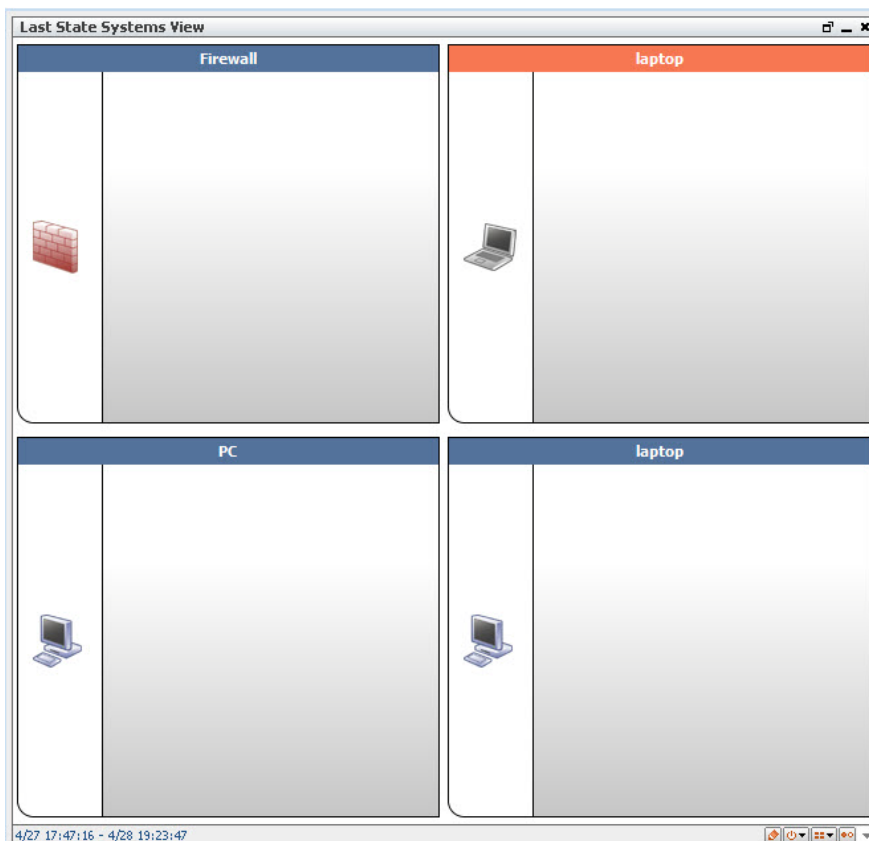 Last State Systems View
Firewall
laptop
PC
laptop
4/27 17:47:16 - 4/28 19:23:47